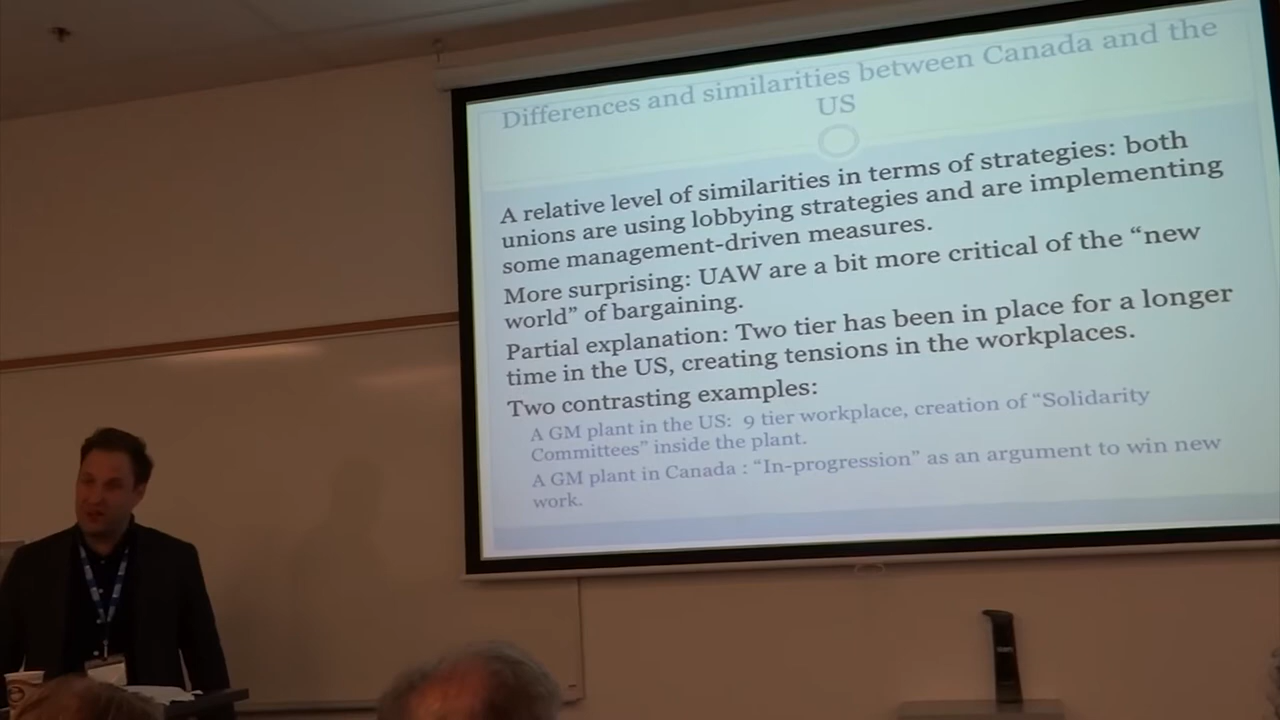 Differences and similarities between Canada and the
US
A relative level of similarities in terms of strategies: both
unions are using lobbying strategies and are implementing
some management-driven measures.
More surprising: UAW are a bit more critical of the “new
world” of bargaining.
Partial explanation: Two tier has been in place for a longer
time in the US, creating tensions in the workplaces.
Two contrasting examples:
A GM plant in the US: 9 tier workplace, creation of “Solidarity
Committees” inside the plant.
A GM plant in Canada : “In-progression” as an argument to win new
work.